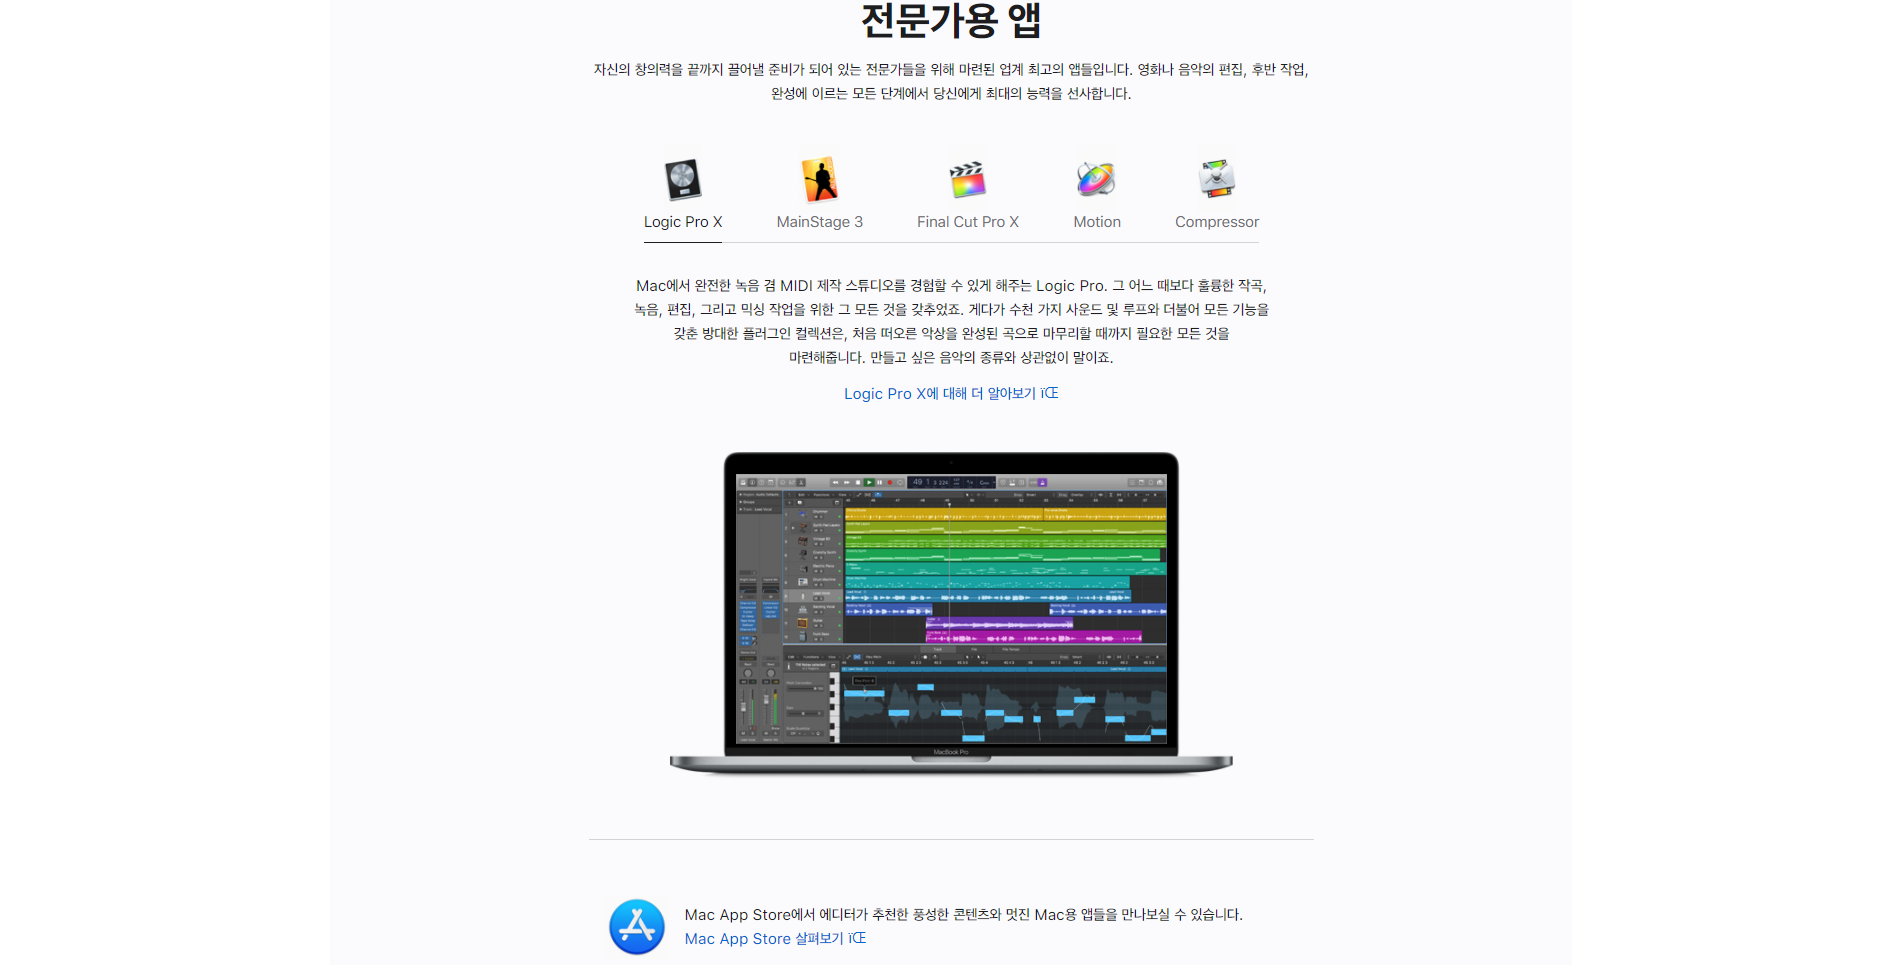 전문가용 앱
자신의 창의력을 끝까지 끌어낼 준비가 되어 있는 전문가들을 위해 마련된 업계 최고의 앱들입니다. 영화나 음악의 편집, 후반 작업,
완성에 이르는 모든 단계에서 당신에게 최대의 능력을 선사합니다.
Logic Pro X
MainStage 3
Final Cut Pro X
Motion
Compressor
Mac에서 완전한 녹음 겸 MIDI 제작 스튜디오를 경험할 수 있게 해주는 Logic Pro. 그 어느 때보다 훌륭한 작곡,
녹음, 편집, 그리고 믹싱 작업을 위한 그 모든 것을 갖추었죠. 게다가 수천 가지 사운드 및 루프와 더불어 모든 기능을
갖춘 방대한 플러그인 컬렉션은, 처음 떠오른 악상을 완성된 곡으로 마무리할 때까지 필요한 모든 것을
마련해줍니다. 만들고 싶은 음악의 종류와 상관없이 말이죠.
Logic Pro X에 대해 더 알아보기 ïŒ
MacBook Pro
Mac App Store에서 에디터가 추천한 풍성한 콘텐츠와 멋진 Mac용 앱들을 만나보실 수 있습니다.
Mac App Store 살펴보기 ïŒ